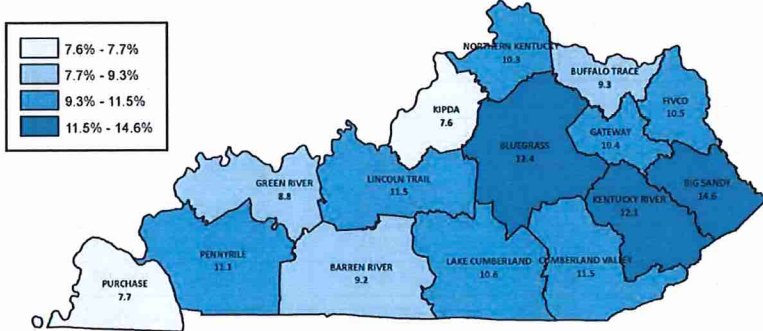 7.6% - 7.7%
7.7% - 9.3%
9.3% - 11.5%
11.5% - 14.6%
NORTHERN KENTUCKY
10.3
BUFFALO TRACE
9.3
FIVCO
10.5
KIPDA
7.6
GATEWAY
10.4
BLUEGRASS
12.4
GREEN RIVER
8.8
LINCOLN TRAIL
11.5
BIG SANDY
14.6
KENTUCKY RIVER
12.1
PENNYRILE
11.1
BARREN RIVER
9.2
LAKE CUMBERLAND
10.6
CUMBERLAND VALLEY
11.5
PURCHASE
7.7